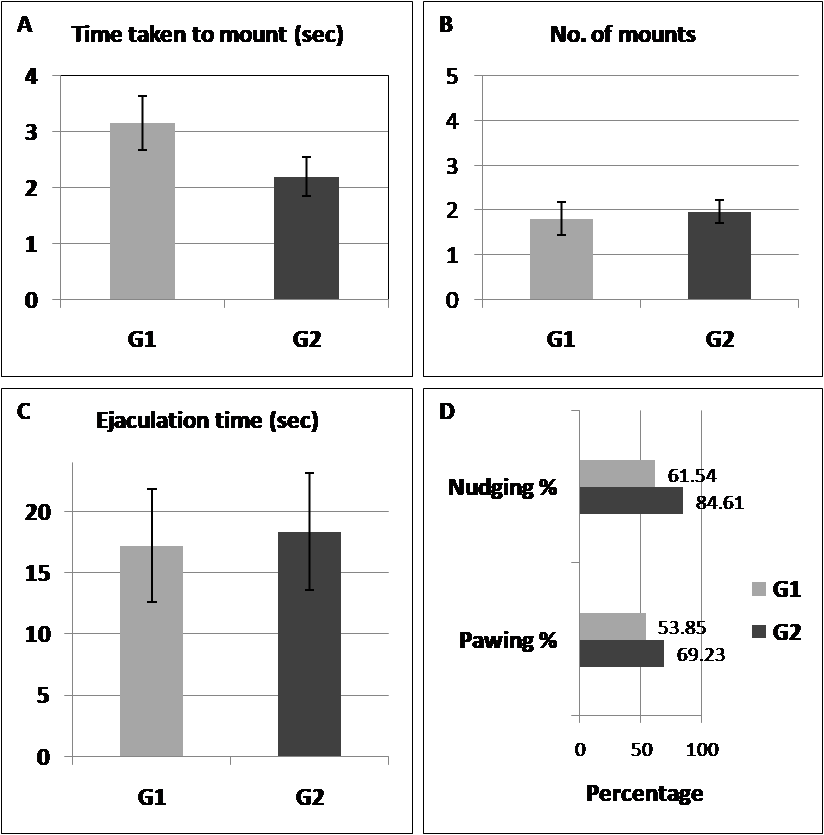 A Time taken to mount (sec)
4
3
2
1
0
G1 G2
B No. of mounts
5
4
3
2
1
0
G1 G2
C Ejaculation time (sec)
20
15
10
5
0
G1 G2
D
Nudging % 61.54
84.61
Pawing % 53.85
69.23
G1
G2
0 50 100
Percentage